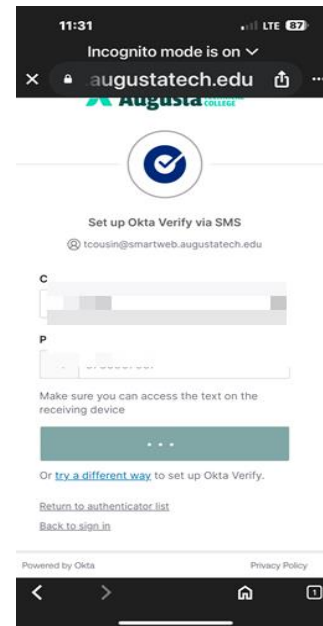 11:31 LTE 87
Incognito mode is on
.augustatech.edu
Augusta
COLLEGE
Set up Okta Verify via SMS
tcousin@smartweb.augustatech.edu
C
P
Make sure you can access the text on the
receiving device
Or try a different way to set up Okta Verify.
Return to authenticator list
Back to sign in
Powered by Okta Privacy Policy
1